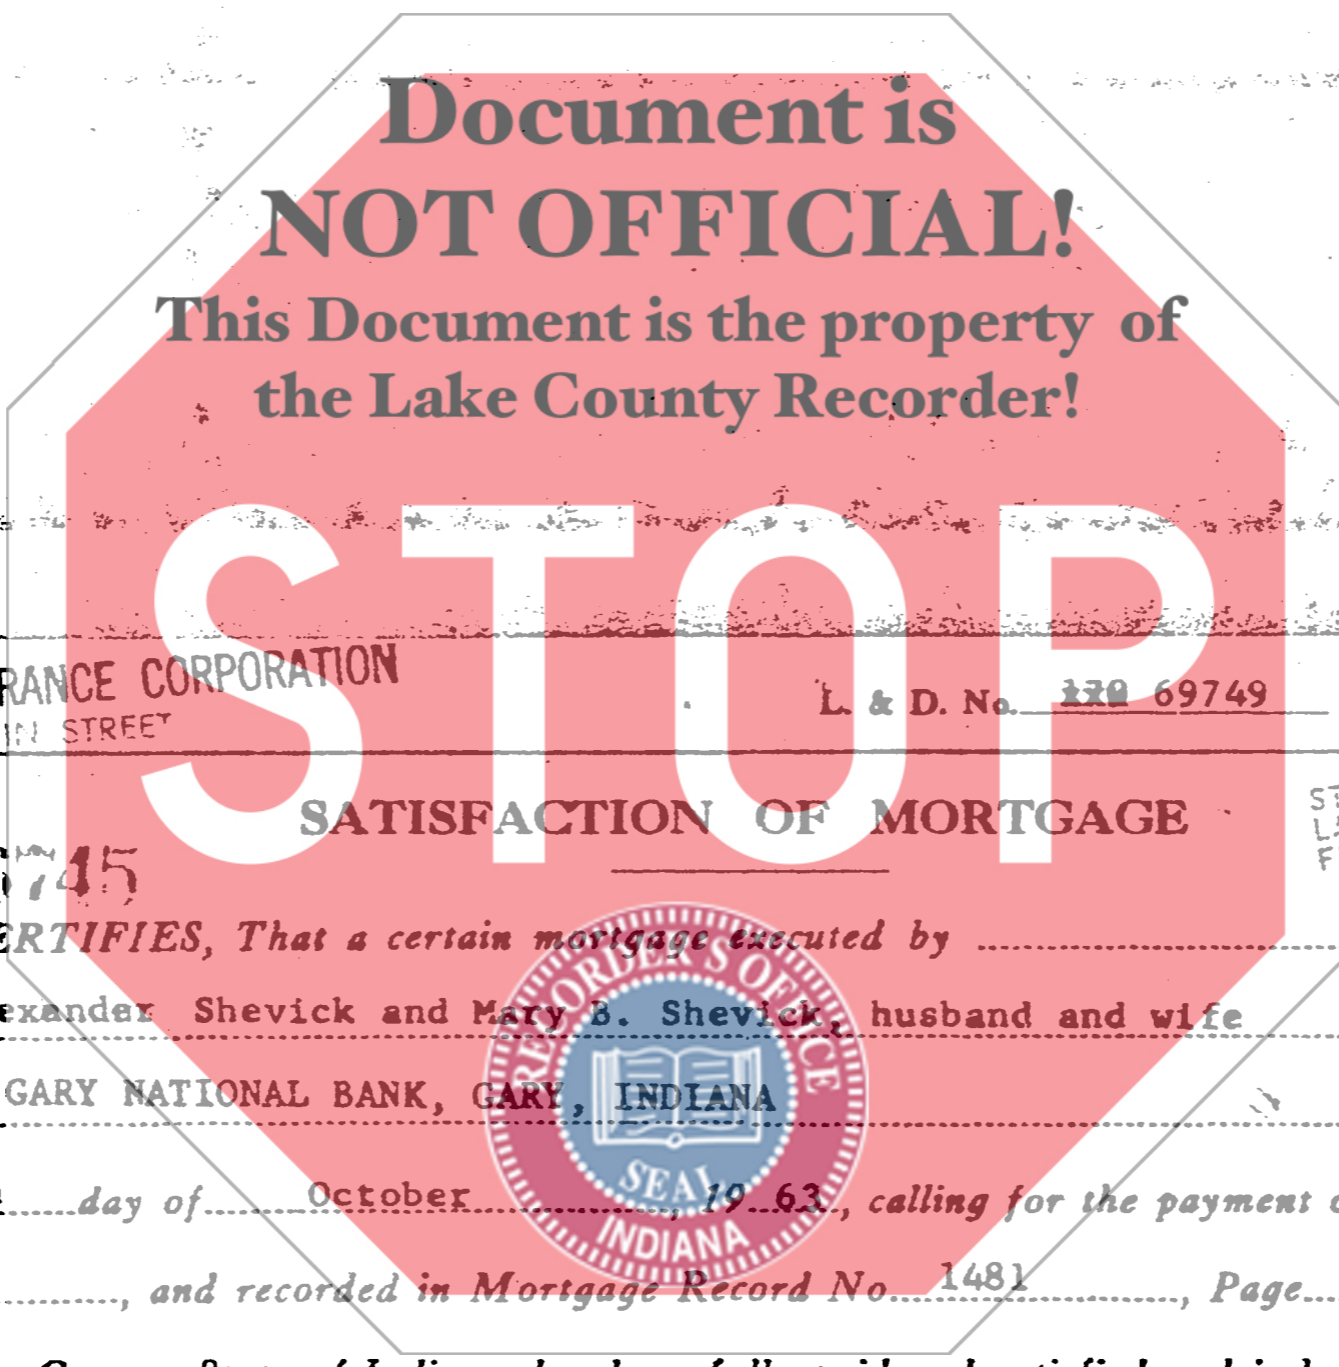 Document is
NOT OFFICIAL!
This Document is the property of
the Lake County Recorder!
STOP
RANCE CORPORATION
IN STREET
L. & D. No. 69749
SATISFACTION OF MORTGAGE
745
ERTIFIES, That a certain mortgage executed by
exander Shevick and Mary B. Shevick, husband and wife
GARY NATIONAL BANK, GARY, INDIANA
day of October, 19 63, calling for the payment
, and recorded in Mortgage Record No. 1481, Page
RECORDER'S OFFICE
SEAL
INDIANA